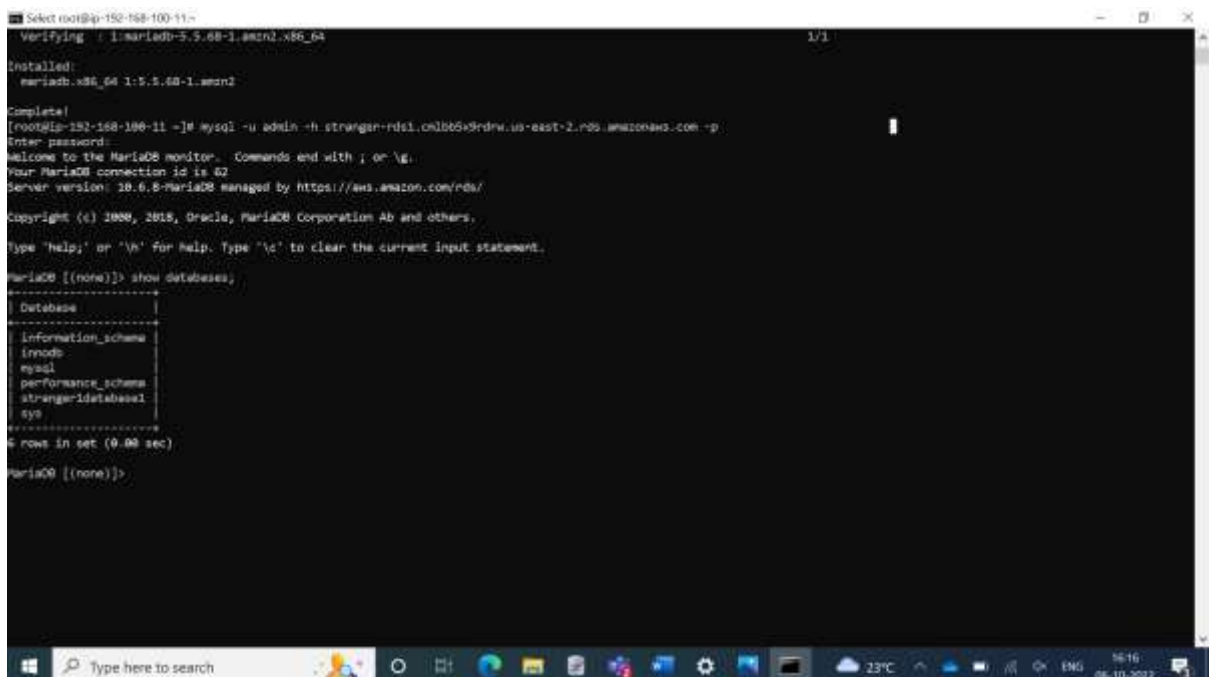 Select root@ip-192-168-100-11:~
Verifying : 1:mariadb-5.5.68-1.amzn2.x86_64 1/1
Installed:
mariadb.x86_64 1:5.5.68-1.amzn2
Complete!
[root@ip-192-168-100-11 ~]# mysql -u admin -h stranger-rds1.cnlbb5x9rdrw.us-east-2.rds.amazonaws.com -p
Enter password:
Welcome to the MariaDB monitor. Commands end with ; or \g.
Your MariaDB connection id is 62
Server version: 10.6.8-MariaDB managed by https://aws.amazon.com/rds/
Copyright (c) 2000, 2018, Oracle, MariaDB Corporation Ab and others.
Type 'help;' or '\h' for help. Type '\c' to clear the current input statement.
MariaDB [(none)]> show databases;
+--------------------+
| Database |
+--------------------+
| information_schema |
| innodb |
| mysql |
| performance_schema |
| stranger1database1 |
| sys |
+--------------------+
6 rows in set (0.00 sec)
MariaDB [(none)]>
Type here to search
23°C
ENG
16:16
06-10-2022